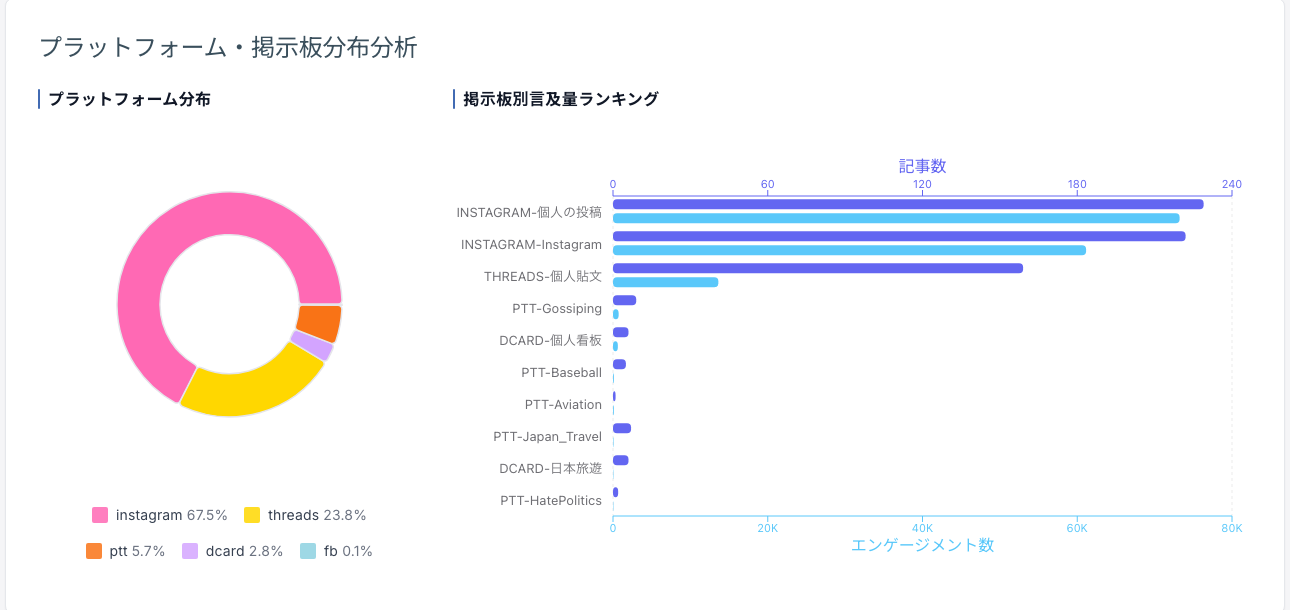 プラットフォーム・掲示板分布分析
プラットフォーム分布
instagram 67.5% threads 23.8%
ptt 5.7% dcard 2.8% fb 0.1%
掲示板別言及量ランキング
記事数
0 60 120 180 240
INSTAGRAM-個人の投稿
INSTAGRAM-Instagram
THREADS-個人貼文
PTT-Gossiping
DCARD-個人看板
PTT-Baseball
PTT-Aviation
PTT-Japan_Travel
DCARD-日本旅遊
PTT-HatePolitics
0 20K 40K 60K 80K
エンゲージメント数